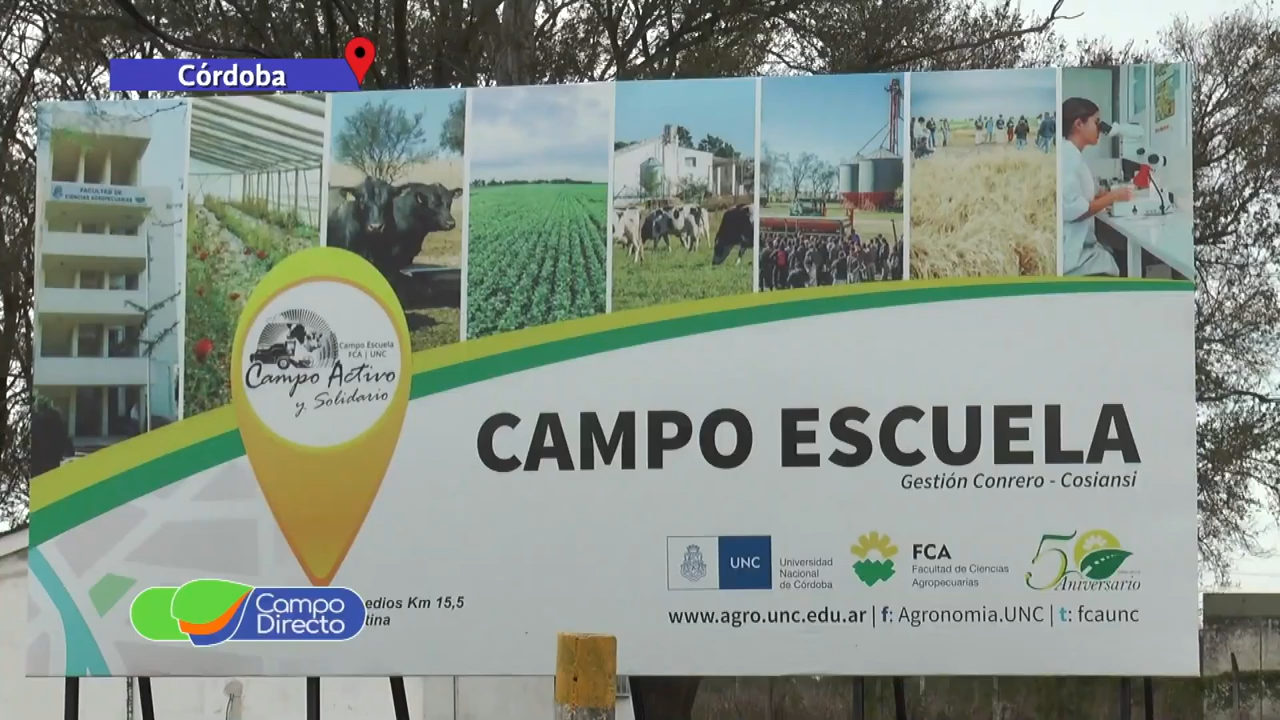 Córdoba
FACULTAD DE
CIENCIAS AGROPECUARIAS
Campo Escuela
FCA | UNC
Campo Activo
y Solidario
CAMPO ESCUELA
Gestión Conrero - Cosiansi
UNC
Universidad
Nacional
de Córdoba
FCA
Facultad de Ciencias
Agropecuarias
50
Aniversario
edios Km 15,5
tina
www.agro.unc.edu.ar | f: Agronomia.UNC | t: fcaunc
Campo
Directo